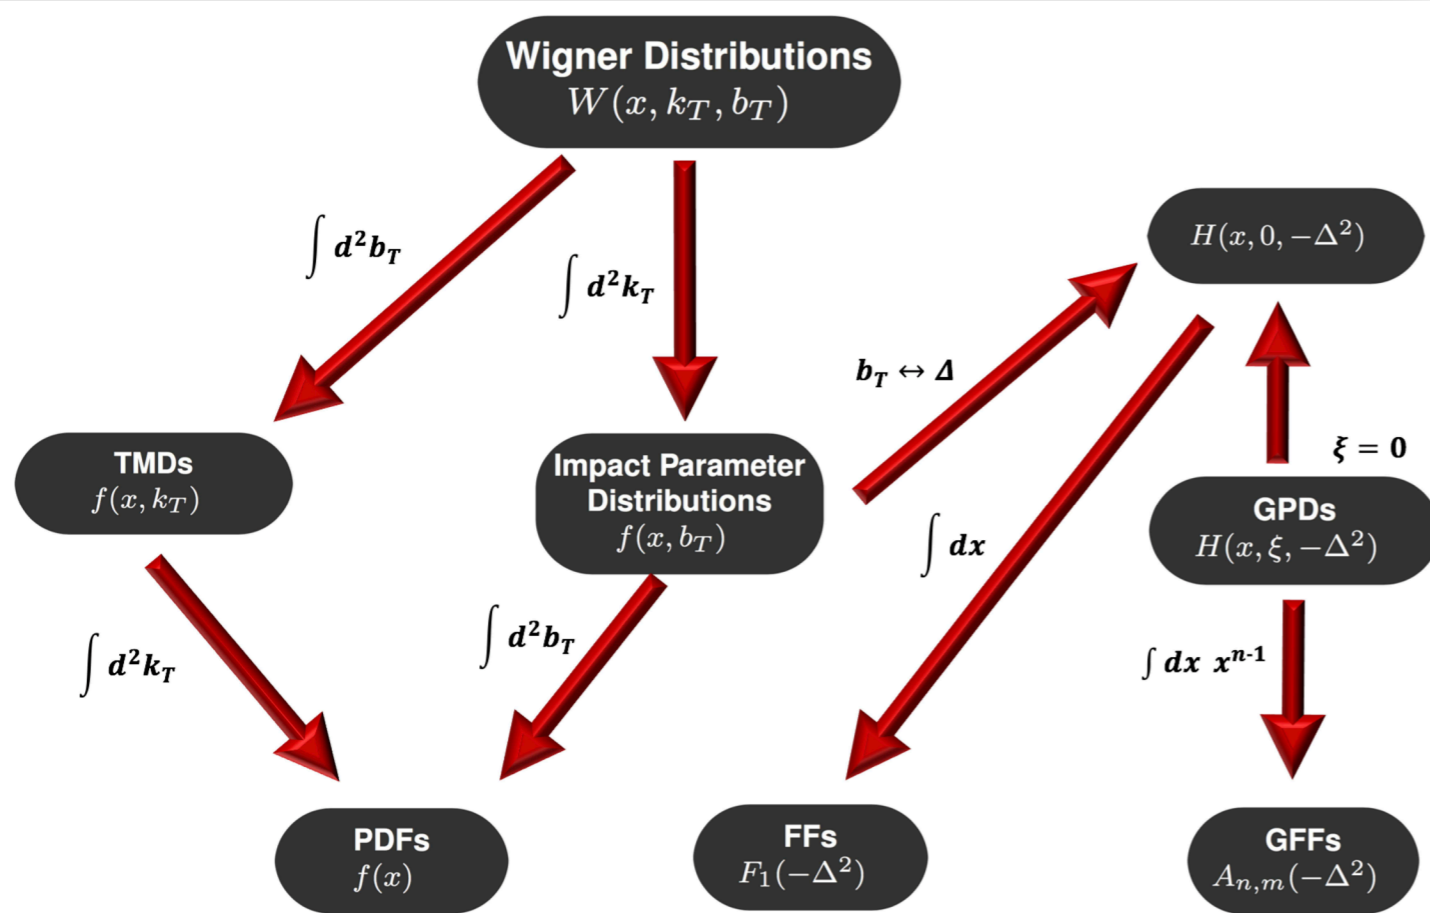 Wigner Distributions
W(x, k_T, b_T)
∫ d²b_T
∫ d²k_T
H(x, 0, −Δ²)
b_T ↔ Δ
TMDs
f(x, k_T)
Impact Parameter
Distributions
f(x, b_T)
ξ = 0
GPDs
H(x, ξ, −Δ²)
∫ dx
∫ d²k_T
∫ d²b_T
∫ dx x^{n-1}
PDFs
f(x)
FFs
F₁(−Δ²)
GFFs
A_{n,m}(−Δ²)